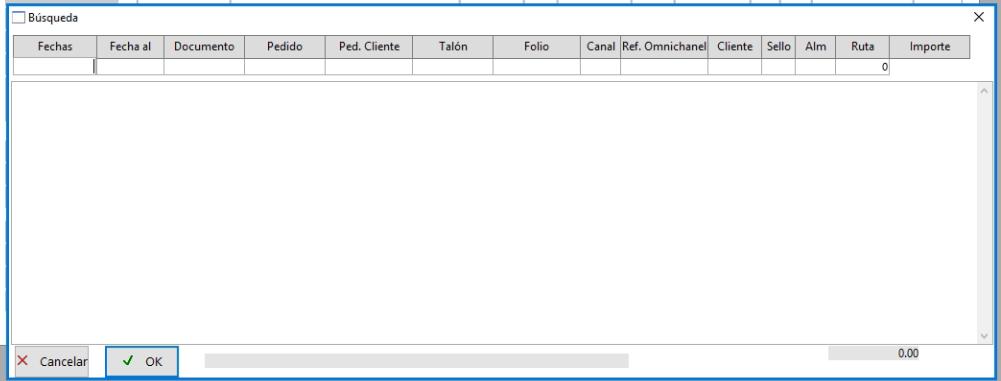 Búsqueda
Fechas Fecha al Documento Pedido Ped. Cliente Talón Folio Canal Ref. Omnichanel Cliente Sello Alm Ruta Importe
0
Cancelar OK 0.00